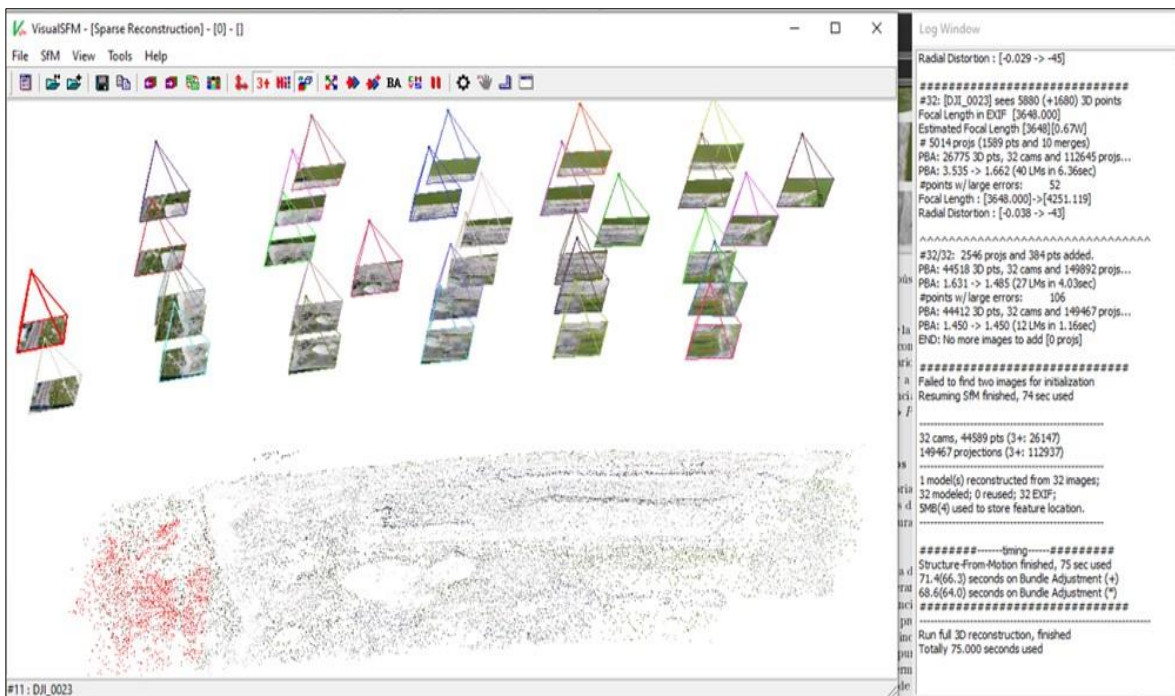 VisualSFM - [Sparse Reconstruction] - [0] - []
File SfM View Tools Help
3+ BA
#11 : DJI_0023
Log Window
Radial Distortion : [-0.029 -> -45]
##############################
#32: [DJI_0023] sees 5880 (+1680) 3D points
Focal Length in EXIF [3648.000]
Estimated Focal Length [3648][0.67W]
# 5014 projs (1589 pts and 10 merges)
PBA: 26775 3D pts, 32 cams and 112645 projs...
PBA: 3.535 -> 1.662 (40 LMs in 6.36sec)
#points w/ large errors: 52
Focal Length : [3648.000]->[4251.119]
Radial Distortion : [-0.038 -> -43]
^^^^^^^^^^^^^^^^^^^^^^^^^^^^^^^^^
#32/32: 2546 projs and 384 pts added.
PBA: 44518 3D pts, 32 cams and 149892 projs...
PBA: 1.631 -> 1.485 (27 LMs in 4.03sec)
#points w/ large errors: 106
PBA: 44412 3D pts, 32 cams and 149467 projs...
PBA: 1.450 -> 1.450 (12 LMs in 1.16sec)
END: No more images to add [0 projs]
##############################
Failed to find two images for initialization
Resuming SfM finished, 74 sec used
----------------------------------------------------
32 cams, 44589 pts (3+: 26147)
149467 projections (3+: 112937)
----------------------------------------------------
1 model(s) reconstructed from 32 images;
32 modeled; 0 reused; 32 EXIF;
5MB(4) used to store feature location.
----------------------------------------------------
########-------timing------#########
Structure-From-Motion finished, 75 sec used
71.4(66.3) seconds on Bundle Adjustment (+)
68.6(64.0) seconds on Bundle Adjustment (*)
##############################
----------------------------------------------------------------
Run full 3D reconstruction, finished
Totally 75.000 seconds used